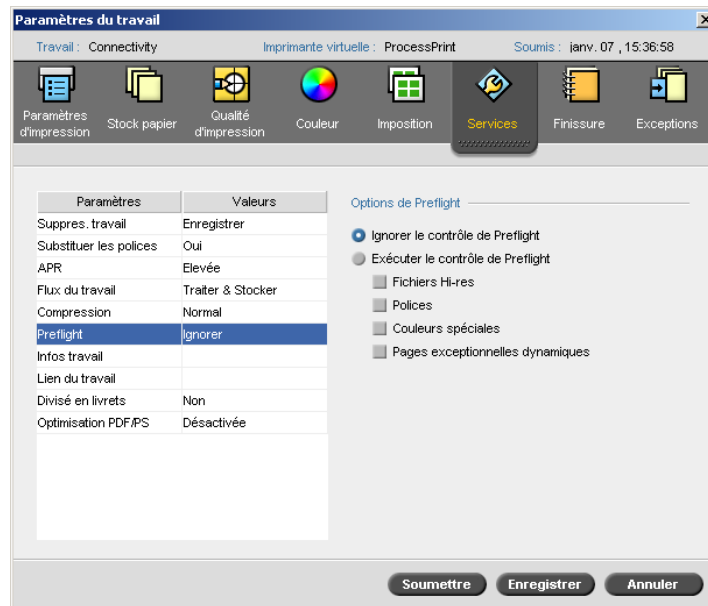 Paramètres du travail
Travail : Connectivity Imprimante virtuelle : ProcessPrint Soumis : janv. 07 , 15:36:58
Paramètres d'impression
Stock papier
Qualité d'impression
Couleur
Imposition
Services
Finissure
Exceptions
Paramètres Valeurs
Suppres. travail Enregistrer
Substituer les polices Oui
APR Elevée
Flux du travail Traiter & Stocker
Compression Normal
Preflight Ignorer
Infos travail
Lien du travail
Divisé en livrets Non
Optimisation PDF/PS Désactivée
Options de Preflight
Ignorer le contrôle de Preflight
Exécuter le contrôle de Preflight
Fichiers Hi-res
Polices
Couleurs spéciales
Pages exceptionnelles dynamiques
Soumettre Enregistrer Annuler